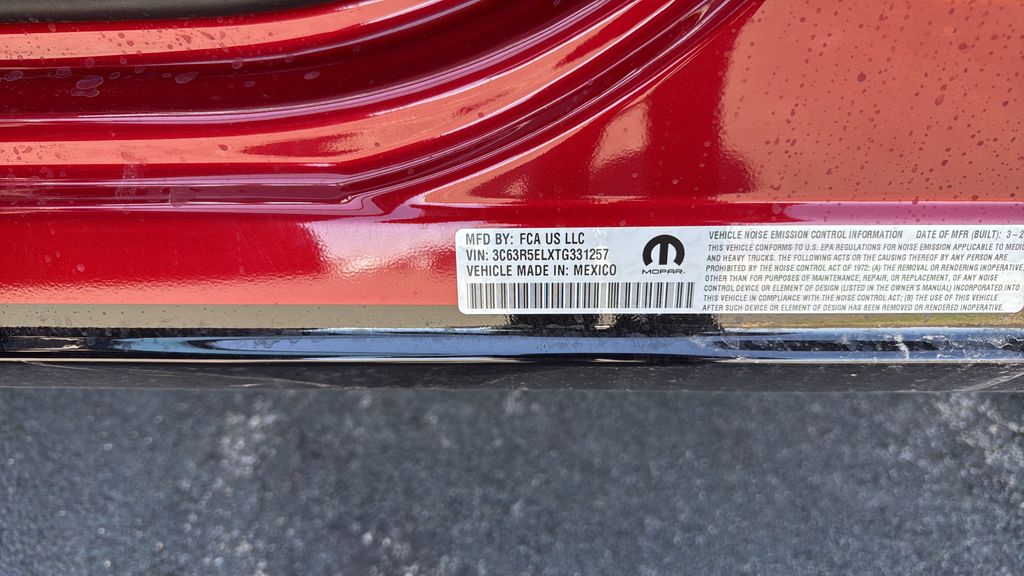 MFD BY: FCA US LLC
VIN: 3C63R5ELXTG331257
VEHICLE MADE IN: MEXICO
MOPAR
VEHICLE NOISE EMISSION CONTROL INFORMATION DATE OF MFR (BUILT): 3-2
THIS VEHICLE CONFORMS TO U.S. EPA REGULATIONS FOR NOISE EMISSION APPLICABLE TO MEDI
AND HEAVY TRUCKS. THE FOLLOWING ACTS OR THE CAUSING THEREOF BY ANY PERSON
PROHIBITED BY THE NOISE CONTROL ACT OF 1972: (A) THE REMOVAL OR RENDERING INOPERATIVE
OTHER THAN FOR PURPOSES OF MAINTENANCE, REPAIR, OR REPLACEMENT, OF ANY NOISE
CONTROL DEVICE OR ELEMENT OF DESIGN (LISTED IN THE OWNER'S MANUAL) INCORPORATED INTO
THIS VEHICLE IN COMPLIANCE WITH THE NOISE CONTROL ACT; (B) THE USE OF THIS VEHICLE
AFTER SUCH DEVICE OR ELEMENT OF DESIGN HAS BEEN REMOVED OR RENDERED INOPERATIVE.